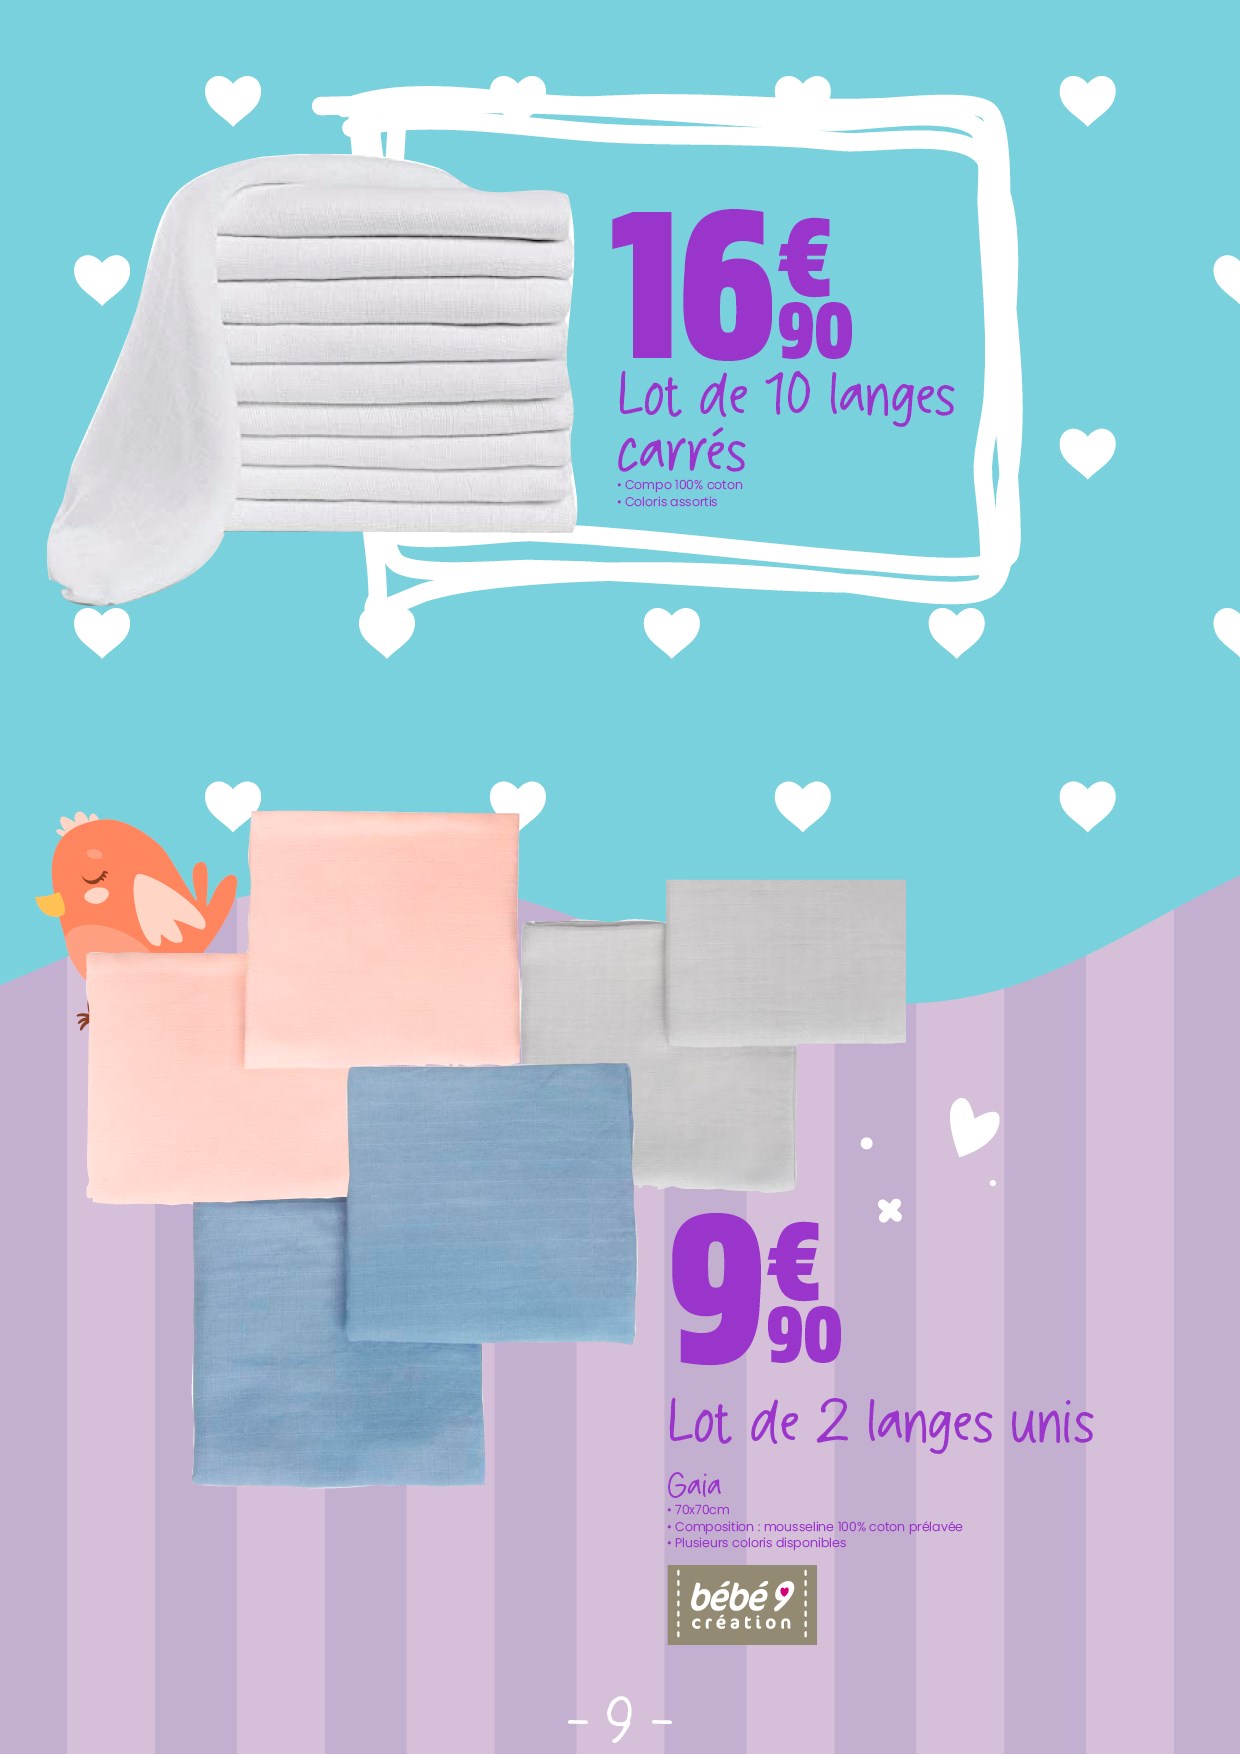 16€90
Lot de 10 langes
carrés
• Compo 100% coton
• Coloris assortis
9€90
Lot de 2 langes unis
Gaia
• 70x70cm
• Composition : mousseline 100% coton prélavée
• Plusieurs coloris disponibles
bébé 9
création
- 9 -